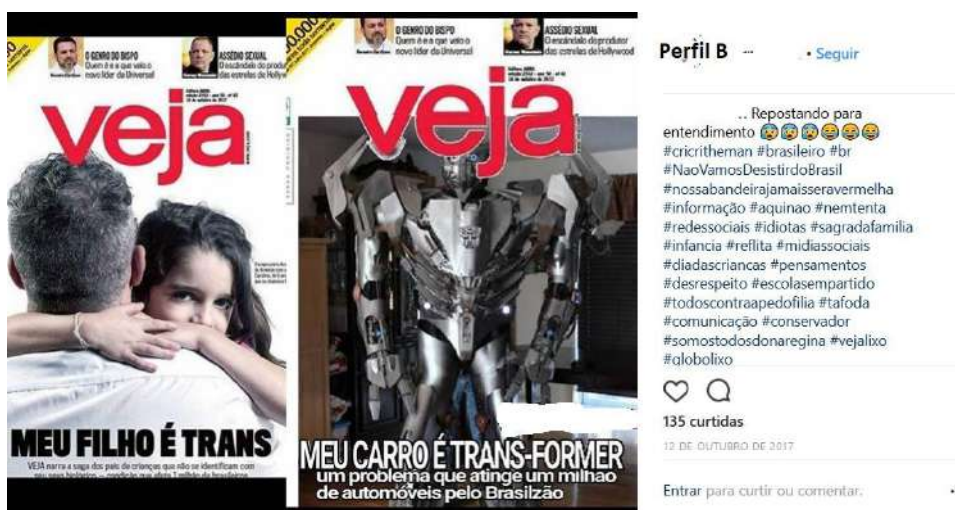 O GENRO DO BISPO
Quem é e o que veio o
novo líder da Universal
ASSÉDIO SEXUAL
O escândalo do produtor
das estrelas de Hollywood
veja
MEU FILHO É TRANS
VEJA narra a saga dos pais de crianças que não se identificam com
O GENRO DO BISPO
Quem é e a que veio o
novo líder da Universal
ASSÉDIO SEXUAL
O escândalo do produtor
das estrelas de Hollywood
veja
MEU CARRO É TRANS-FORMER
um problema que atinge um milhao
de automóveis pelo Brasilzão
Perfil B ... • Seguir
.. Repostando para
entendimento 😰😰😰😂😂😂
#cricritheman #brasileiro #br
#NaoVamosDesistirdoBrasil
#nossabandeirajamaisseravermelha
#informação #aquinao #nemtenta
#redessociais #idiotas #sagradafamilia
#infancia #reflita #midiassociais
#diadascriancas #pensamentos
#desrespeito #escolasempartido
#todoscontraapedofilia #tafoda
#comunicação #conservador
#somostodosdonaregina #vejalixo
#globolixo
135 curtidas
12 DE OUTUBRO DE 2017
Entrar para curtir ou comentar.